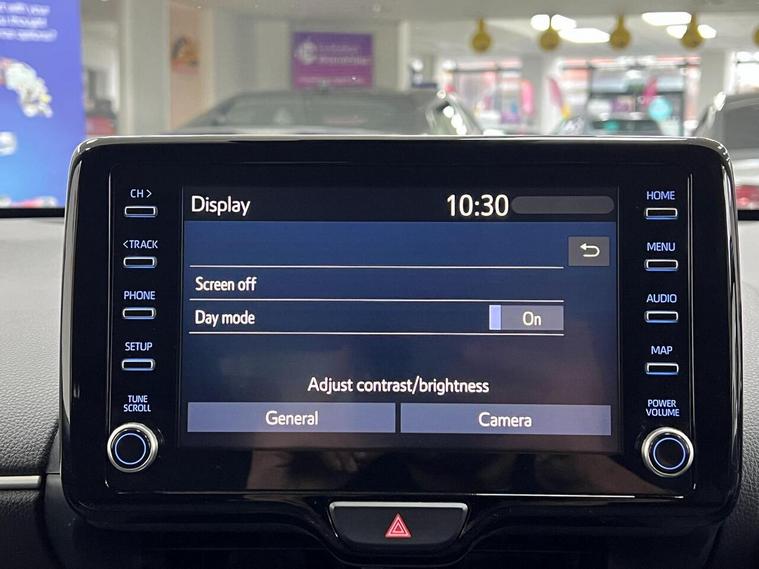 CH >
<TRACK
PHONE
SETUP
TUNE
SCROLL
Display
10:30
Screen off
Day mode
On
Adjust contrast/brightness
General
Camera
HOME
MENU
AUDIO
MAP
POWER
VOLUME